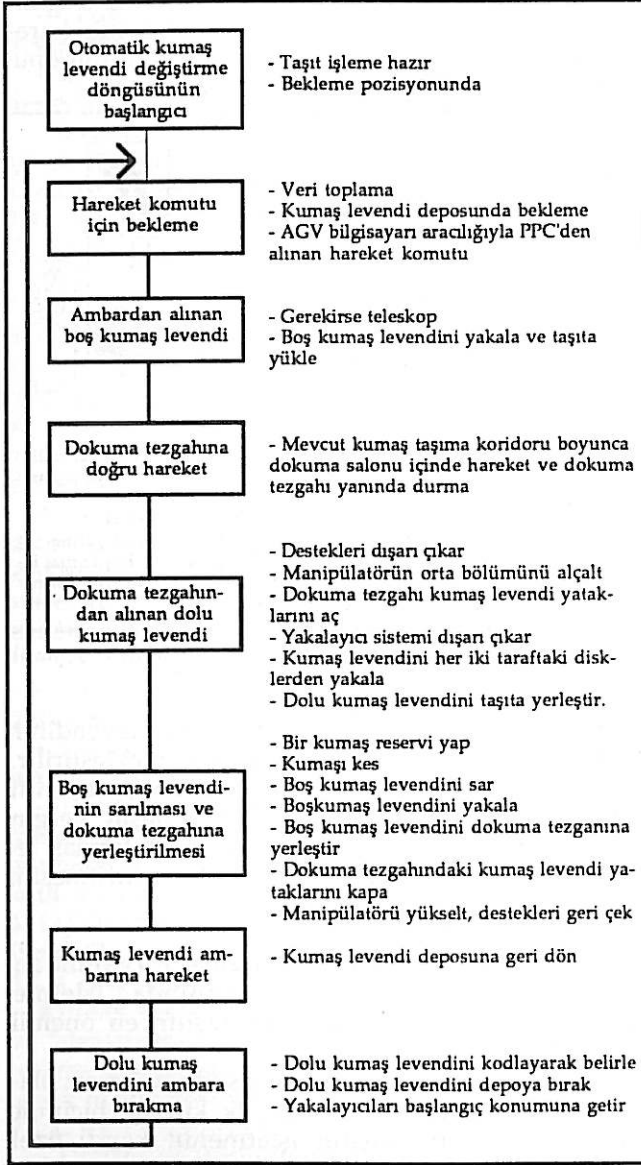 Otomatik kumaş
levendi değiştirme
döngüsünün
başlangıcı
- Taşıt işleme hazır
- Bekleme pozisyonunda
Hareket komutu
için bekleme
- Veri toplama
- Kumaş levendi deposunda bekleme
- AGV bilgisayarı aracılığıyla PPC'den
alınan hareket komutu
Ambardan alınan
boş kumaş levendi
- Gerekirse teleskop
- Boş kumaş levendini yakala ve taşıta
yükle
Dokuma tezgahına
doğru hareket
- Mevcut kumaş taşıma koridoru boyunca
dokuma salonu içinde hareket ve dokuma
tezgahı yanında durma
Dokuma tezgahın-
dan alınan dolu
kumaş levendi
- Destekleri dışarı çıkar
- Manipülatörün orta bölümünü alçalt
- Dokuma tezgahı kumaş levendi yatak-
larını aç
- Yakalayıcı sistemi dışarı çıkar
- Kumaş levendini her iki taraftaki disk-
lerden yakala
- Dolu kumaş levendini taşıta yerleştir.
Boş kumaş levendi-
nin sarılması ve
dokuma tezgahına
yerleştirilmesi
- Bir kumaş reservi yap
- Kumaşı kes
- Boş kumaş levendini sar
- Boşkumaş levendini yakala
- Boş kumaş levendini dokuma tezganına
yerleştir
- Dokuma tezgahındaki kumaş levendi ya-
taklarını kapa
- Manipülatörü yükselt, destekleri geri çek
Kumaş levendi am-
barına hareket
- Kumaş levendi deposuna geri dön
Dolu kumaş
levendini ambara
bırakma
- Dolu kumaş levendini kodlayarak belirle
- Dolu kumaş levendini depoya bırak
- Yakalayıcıları başlangıç konumuna getir